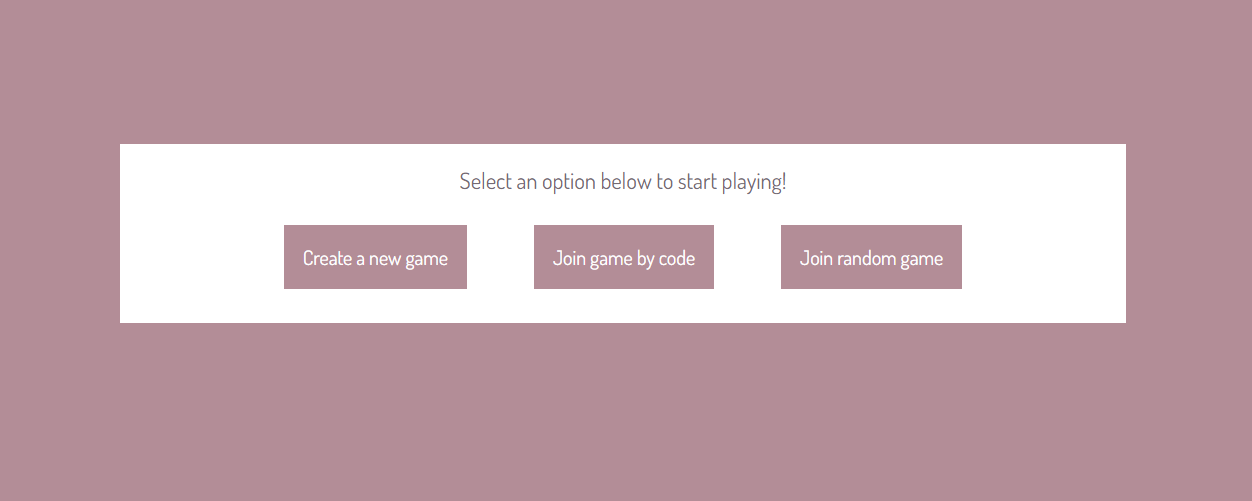 Select an option below to start playing!
Create a new game
Join game by code
Join random game